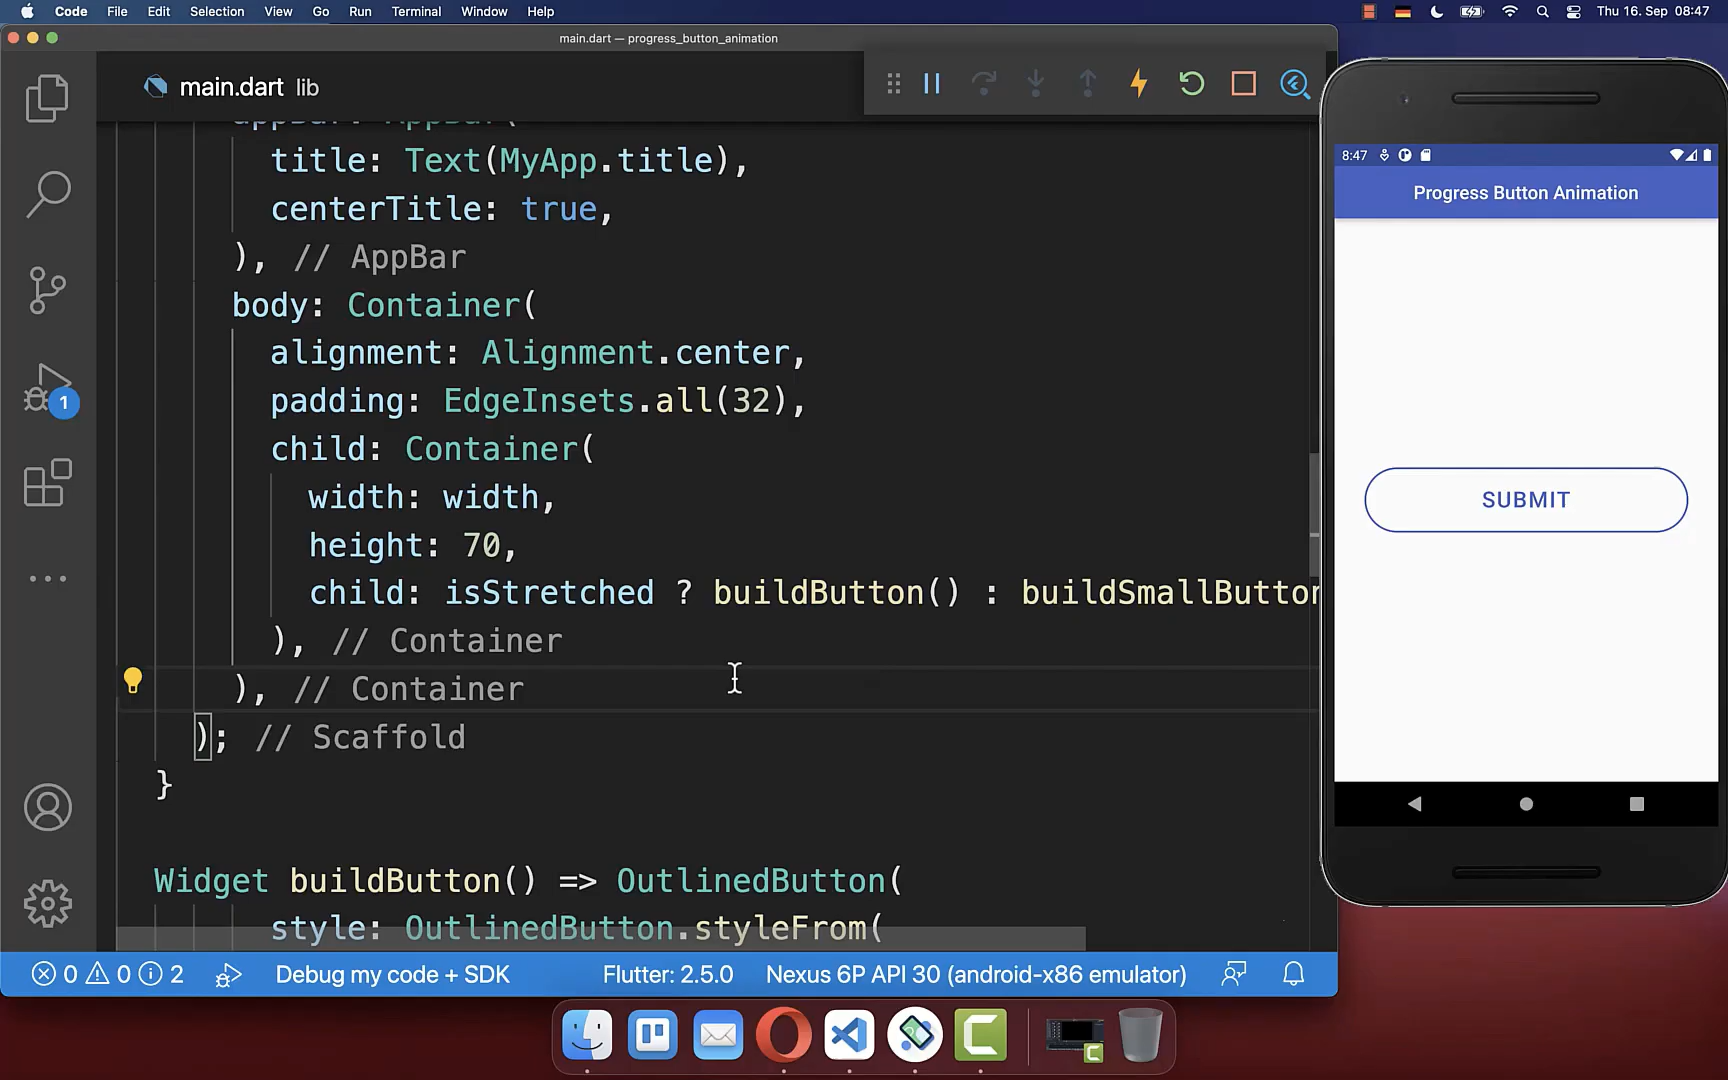 Code File Edit Selection View Go Run Terminal Window Help Thu 16. Sep 08:47
main.dart — progress_button_animation
main.dart lib
appBar: AppBar(
title: Text(MyApp.title),
centerTitle: true,
), // AppBar
body: Container(
alignment: Alignment.center,
padding: EdgeInsets.all(32),
child: Container(
width: width,
height: 70,
child: isStretched ? buildButton() : buildSmallButton
), // Container
), // Container
); // Scaffold
}
Widget buildButton() => OutlinedButton(
style: OutlinedButton.styleFrom(
1
0 0 2 Debug my code + SDK Flutter: 2.5.0 Nexus 6P API 30 (android-x86 emulator)
8:47
Progress Button Animation
SUBMIT